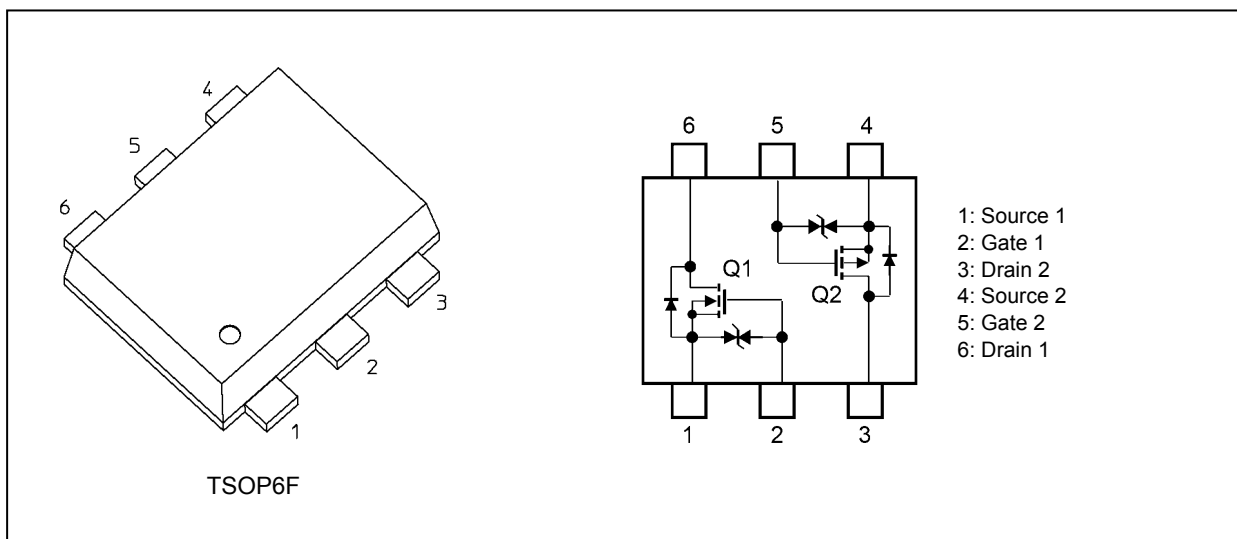 4
5
6
3
2
1
TSOP6F
6 5 4
Q1
Q2
1 2 3
1: Source 1
2: Gate 1
3: Drain 2
4: Source 2
5: Gate 2
6: Drain 1